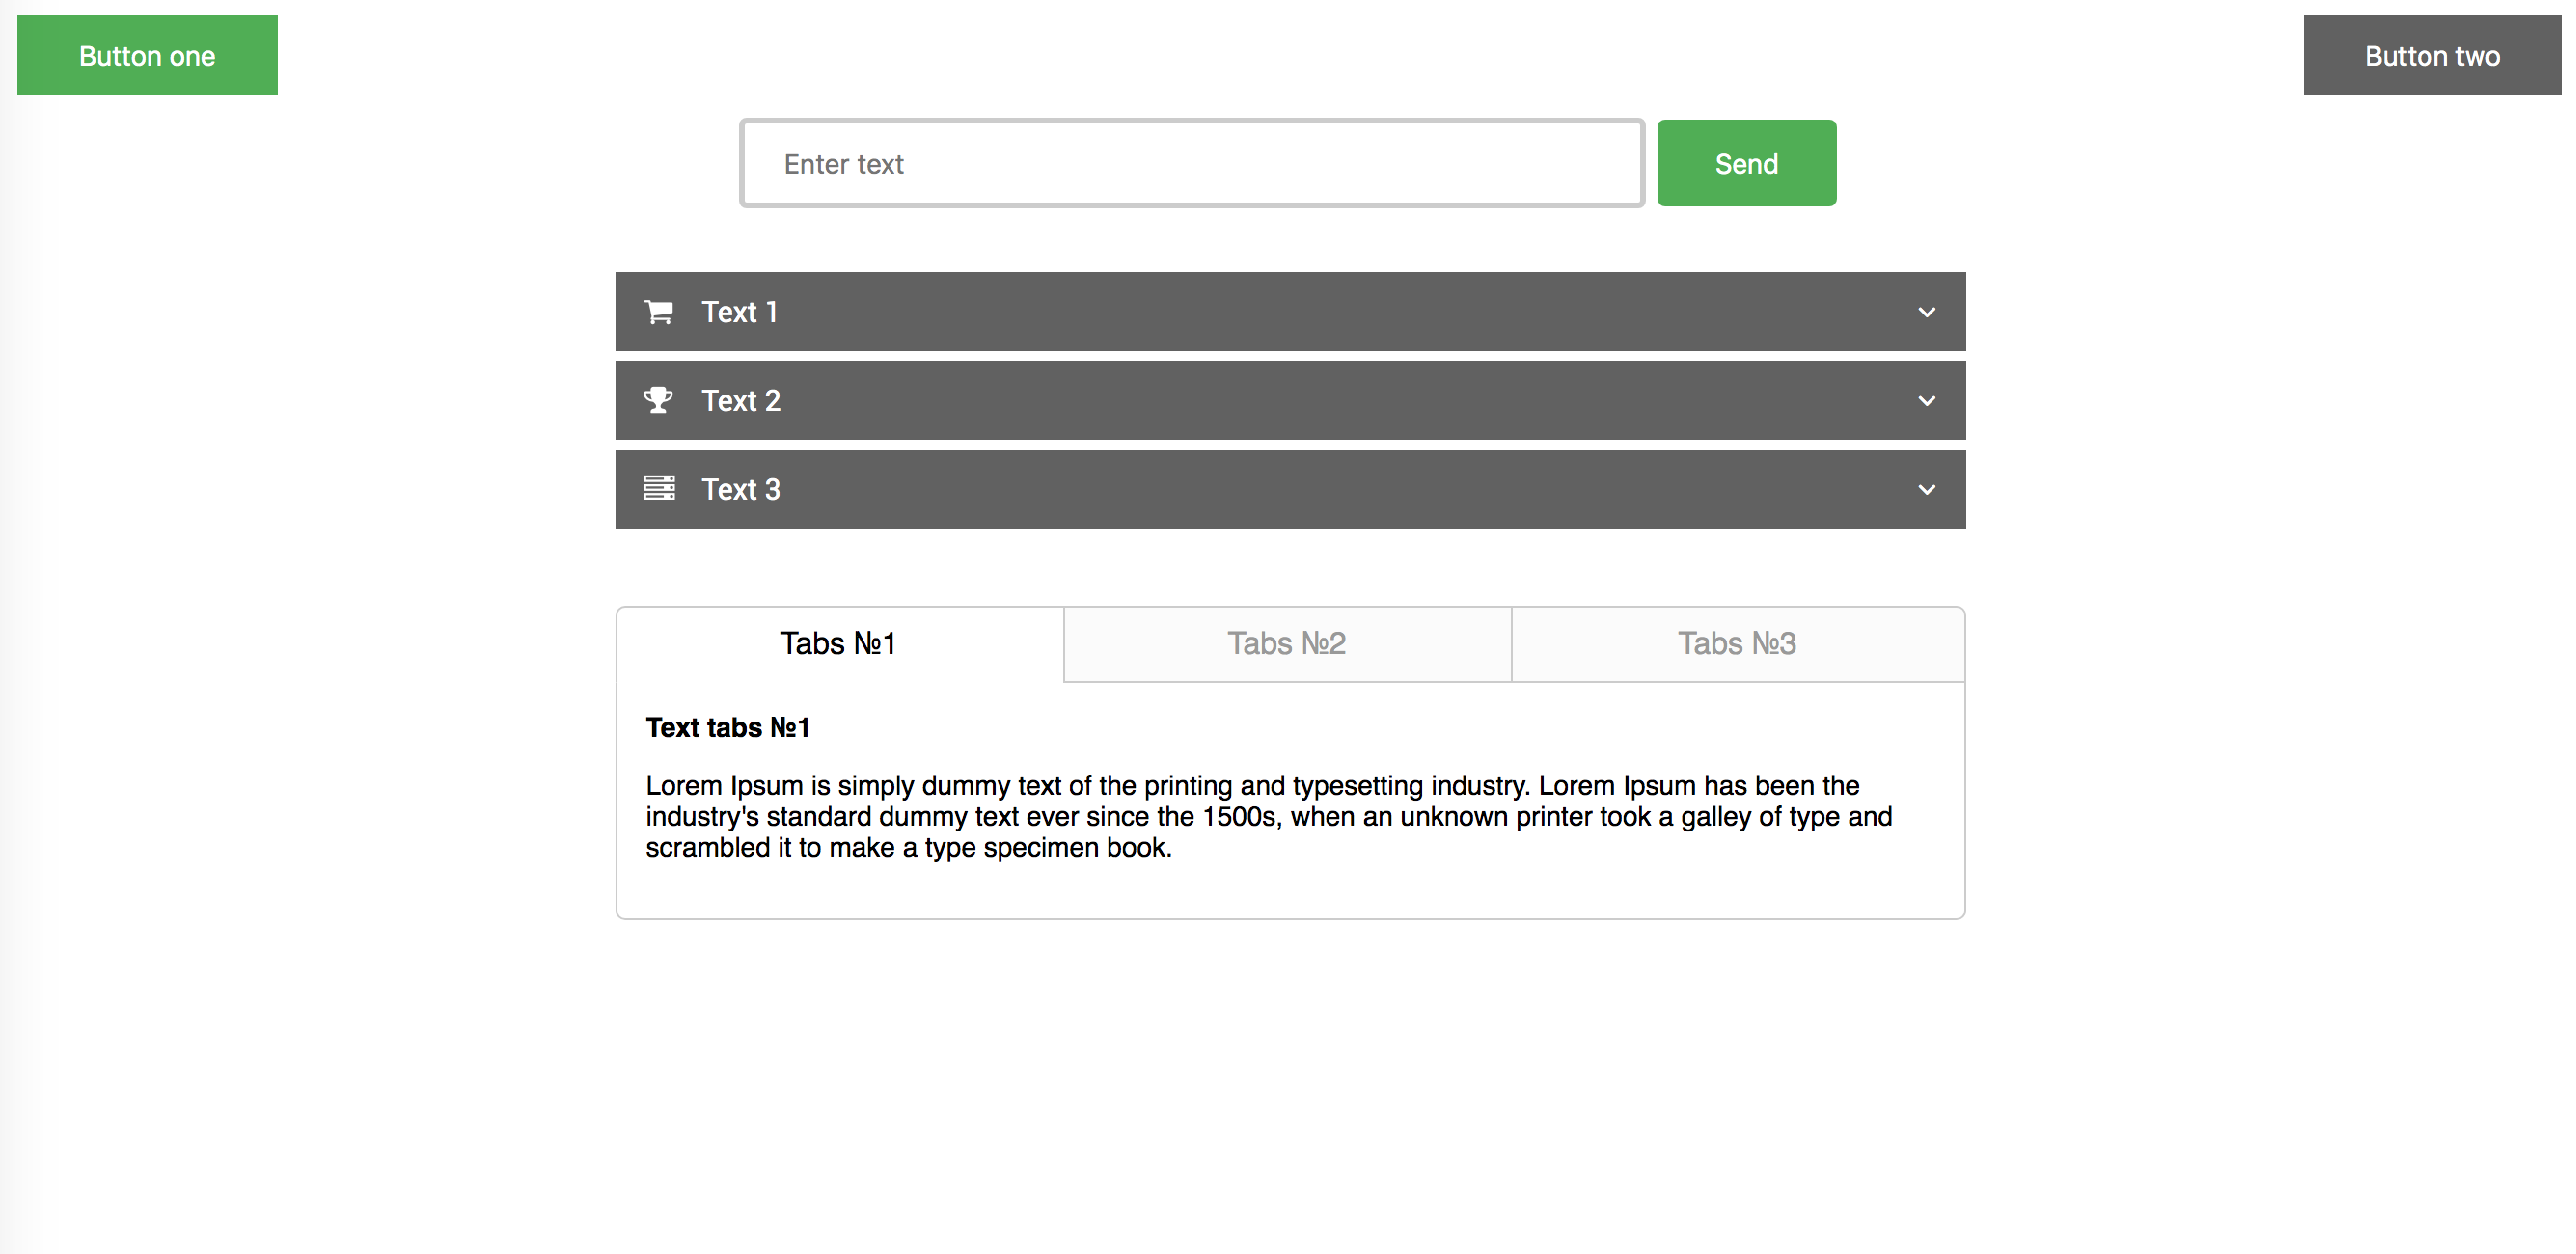 Button one
Button two
Enter text
Send
Text 1
Text 2
Text 3
Tabs №1
Tabs №2
Tabs №3
Text tabs №1
Lorem Ipsum is simply dummy text of the printing and typesetting industry. Lorem Ipsum has been the
industry's standard dummy text ever since the 1500s, when an unknown printer took a galley of type and
scrambled it to make a type specimen book.